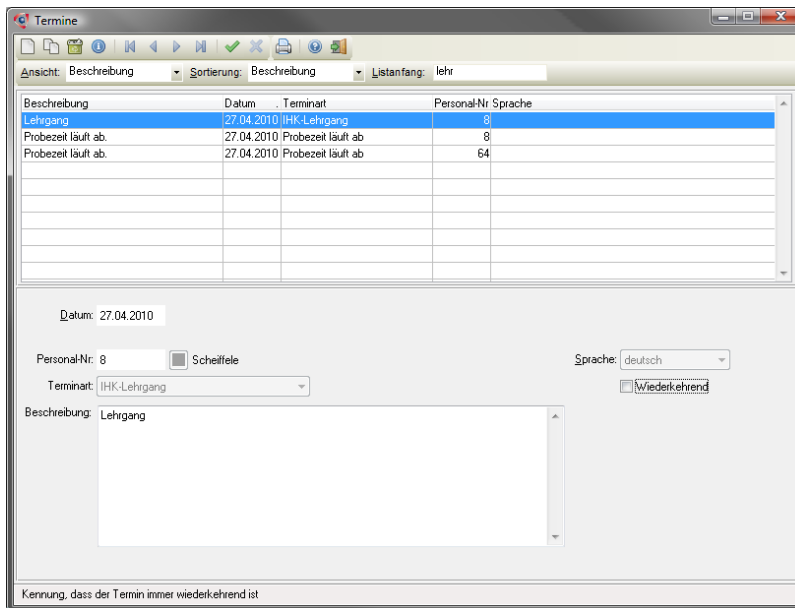 Termine
Ansicht: Beschreibung Sortierung: Beschreibung Listanfang: lehr
Beschreibung Datum . Terminart Personal-Nr Sprache
Lehrgang 27.04.2010 IHK-Lehrgang 8
Probezeit läuft ab. 27.04.2010 Probezeit läuft ab 8
Probezeit läuft ab. 27.04.2010 Probezeit läuft ab 64
Datum: 27.04.2010
Personal-Nr: 8 Scheiffele Sprache: deutsch
Terminart: IHK-Lehrgang Wiederkehrend
Beschreibung: Lehrgang
Kennung, dass der Termin immer wiederkehrend ist